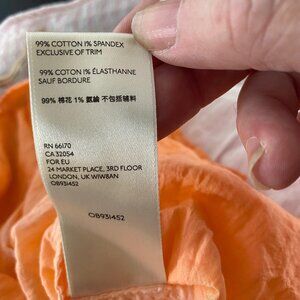 99% COTTON 1% SPANDEX
EXCLUSIVE OF TRIM
99% COTON 1% ÉLASTHANNE
SAUF BORDURE
99% 棉花 1% 氨綸 不包括辅料
RN 66170
CA 32054
FOR EU
24 MARKET PLACE, 3RD FLOOR
LONDON, UK W1W8AN
OB931452
OB931452